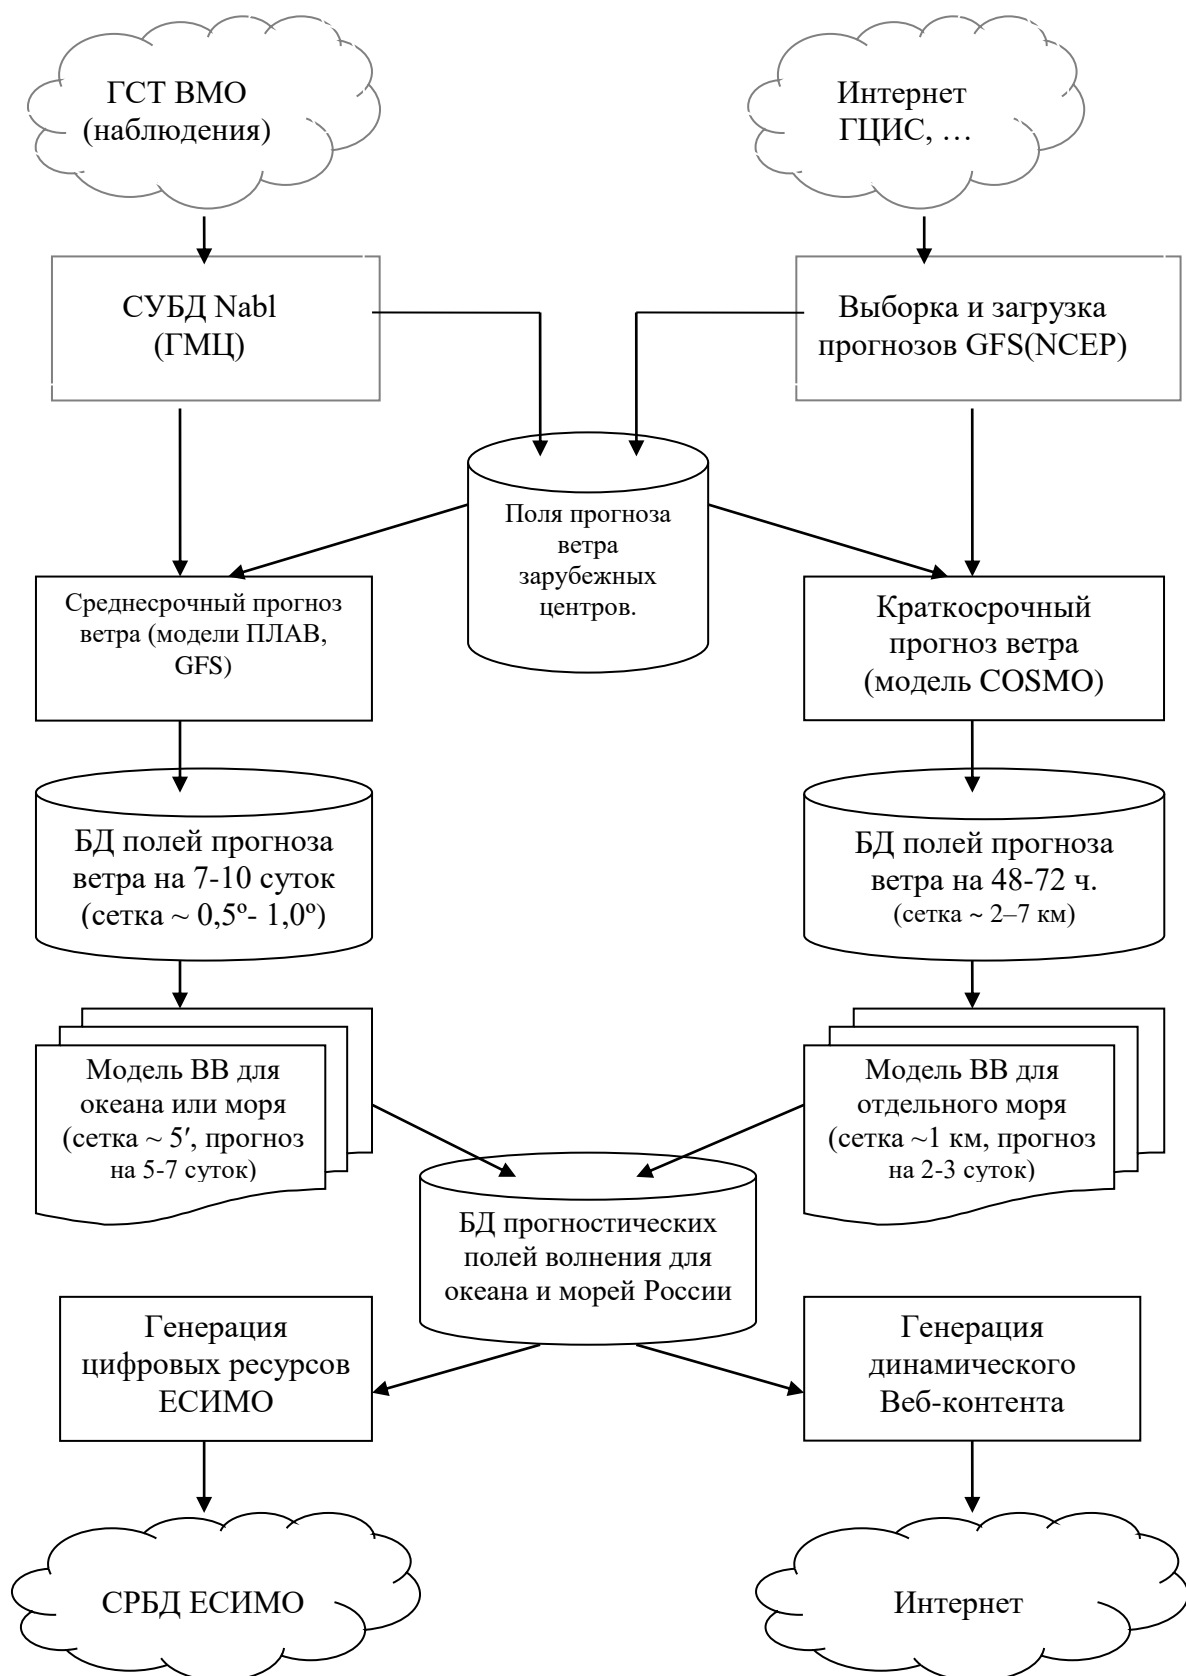 ГСТ ВМО
(наблюдения)
Интернет
ГЦИС, …
СУБД Nabl
(ГМЦ)
Выборка и загрузка
прогнозов GFS(NCEP)
Поля прогноза
ветра
зарубежных
центров.
Среднесрочный прогноз
ветра (модели ПЛАВ,
GFS)
Краткосрочный
прогноз ветра
(модель COSMO)
БД полей прогноза
ветра на 7-10 суток
(сетка ~ 0,5º- 1,0º)
БД полей прогноза
ветра на 48-72 ч.
(сетка ~ 2–7 км)
Модель ВВ для
океана или моря
(сетка ~ 5′, прогноз
на 5-7 суток)
Модель ВВ для
отдельного моря
(сетка ~1 км, прогноз
на 2-3 суток)
БД прогностических
полей волнения для
океана и морей России
Генерация
цифровых ресурсов
ЕСИМО
Генерация
динамического
Веб-контента
СРБД ЕСИМО
Интернет